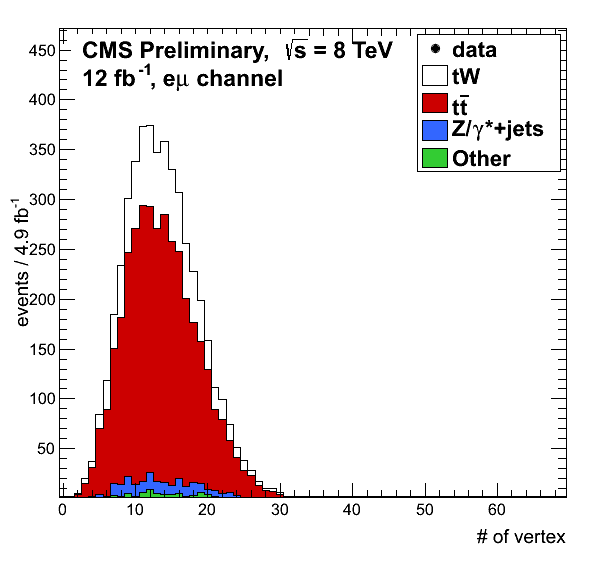 CMS Preliminary, √s = 8 TeV
12 fb⁻¹, eμ channel
data
tW
tt̄
Z/γ*+jets
Other
events / 4.9 fb⁻¹
450
400
350
300
250
200
150
100
50
0 10 20 30 40 50 60
# of vertex